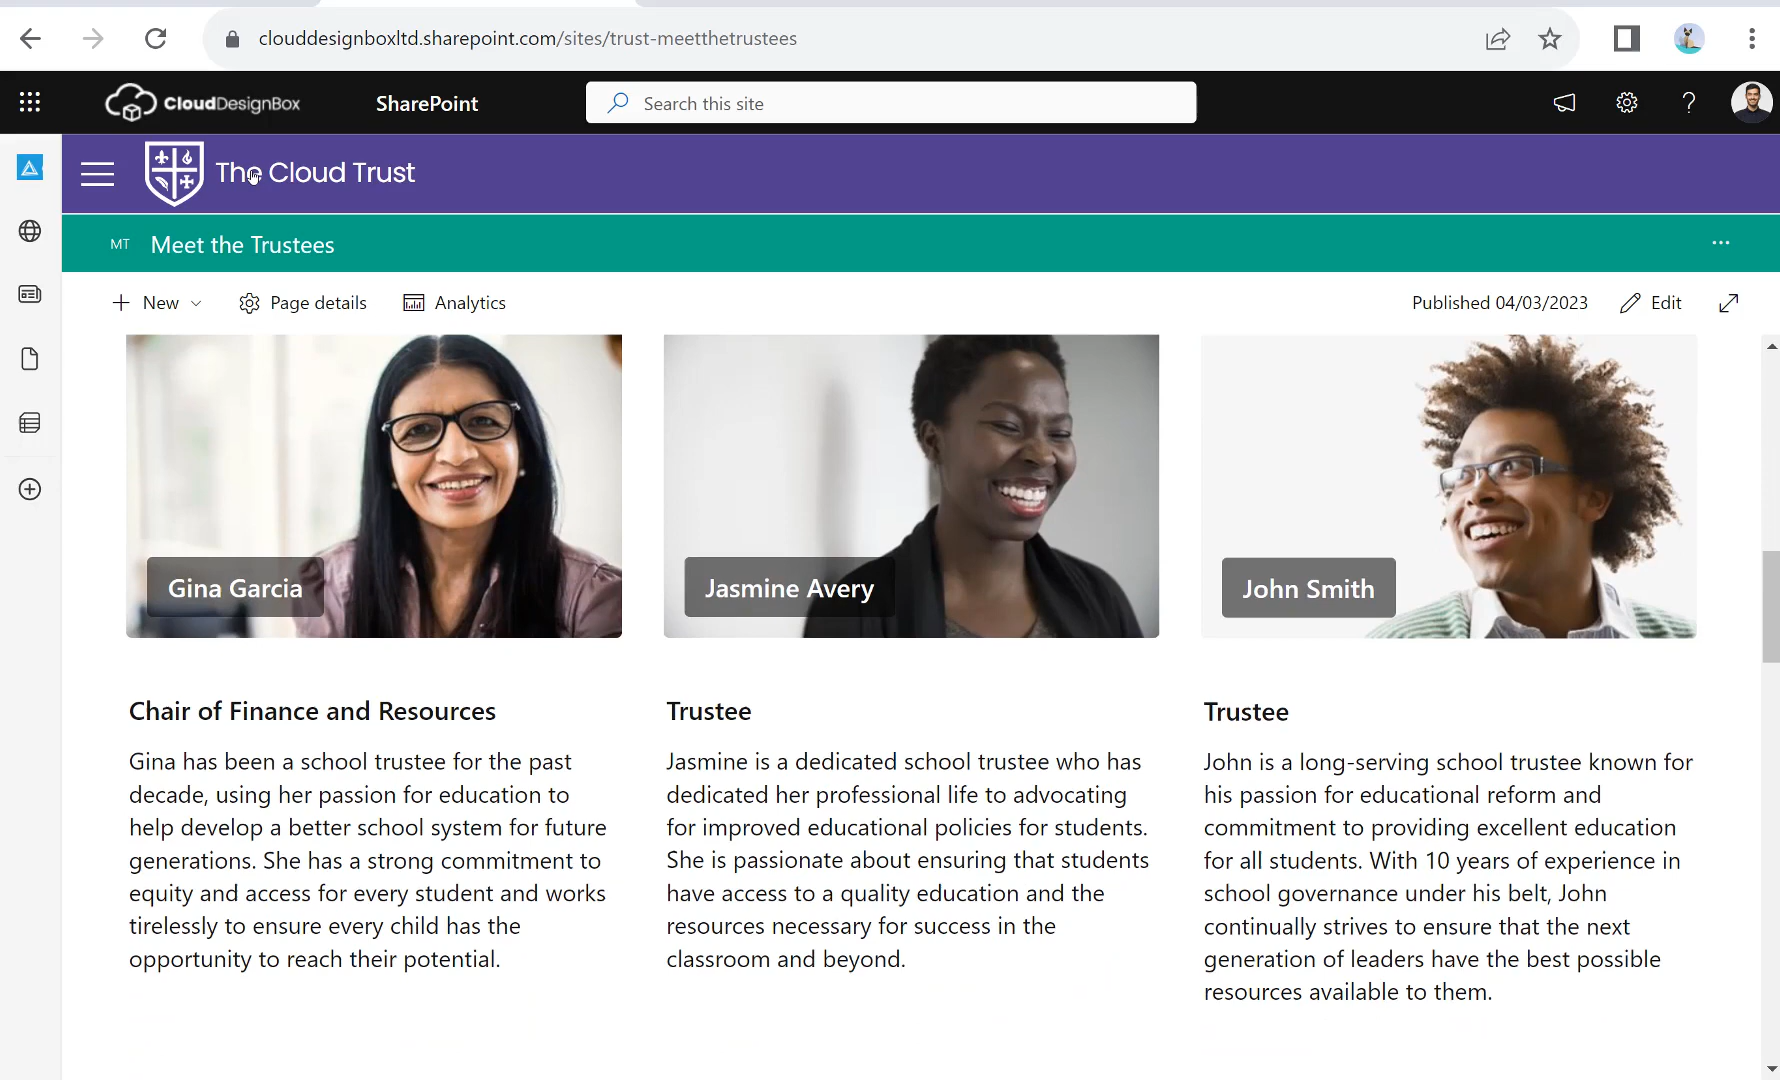 clouddesignboxltd.sharepoint.com/sites/trust-meetthetrustees
CloudDesignBox
SharePoint
Search this site
The Cloud Trust
MT
Meet the Trustees
New
Page details
Analytics
Published 04/03/2023
Edit
Gina Garcia
Jasmine Avery
John Smith
Chair of Finance and Resources
Gina has been a school trustee for the past
decade, using her passion for education to
help develop a better school system for future
generations. She has a strong commitment to
equity and access for every student and works
tirelessly to ensure every child has the
opportunity to reach their potential.
Trustee
Jasmine is a dedicated school trustee who has
dedicated her professional life to advocating
for improved educational policies for students.
She is passionate about ensuring that students
have access to a quality education and the
resources necessary for success in the
classroom and beyond.
Trustee
John is a long-serving school trustee known for
his passion for educational reform and
commitment to providing excellent education
for all students. With 10 years of experience in
school governance under his belt, John
continually strives to ensure that the next
generation of leaders have the best possible
resources available to them.